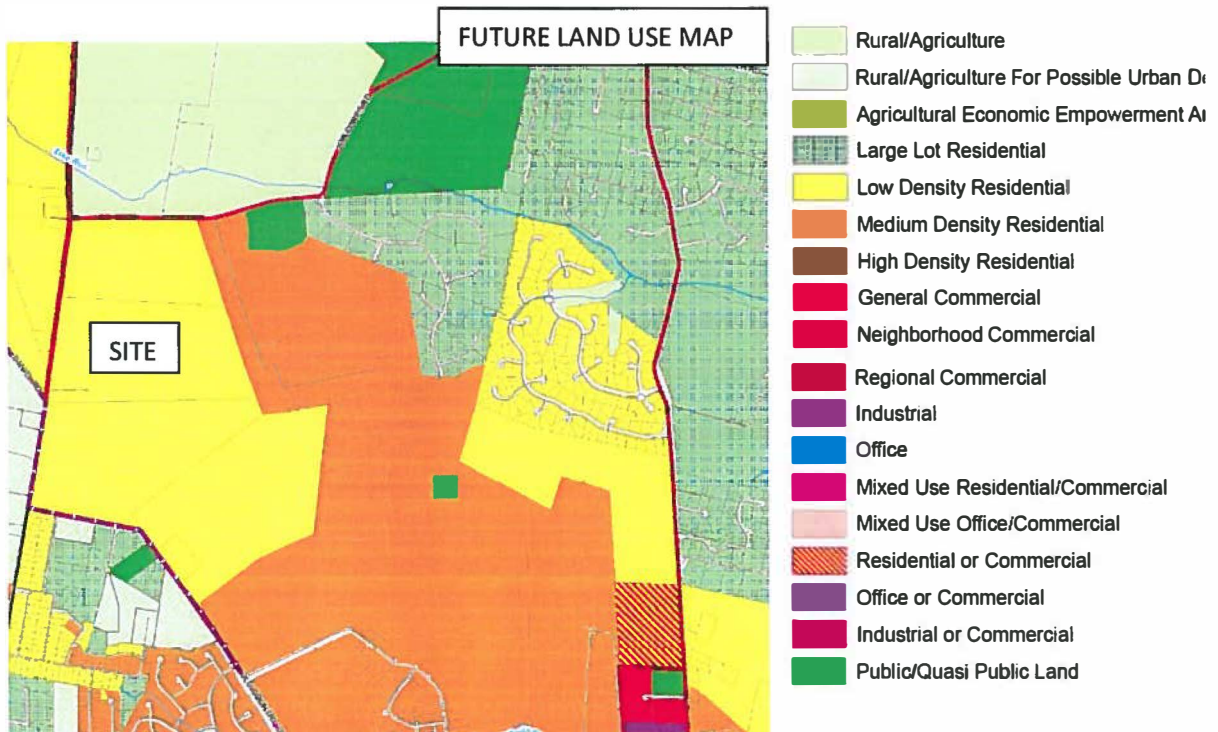 FUTURE LAND USE MAP
SITE
Rural/Agriculture
Rural/Agriculture For Possible Urban De
Agricultural Economic Empowerment Ar
Large Lot Residential
Low Density Residential
Medium Density Residential
High Density Residential
General Commercial
Neighborhood Commercial
Regional Commercial
Industrial
Office
Mixed Use Residential/Commercial
Mixed Use Office/Commercial
Residential or Commercial
Office or Commercial
Industrial or Commercial
Public/Quasi Public Land